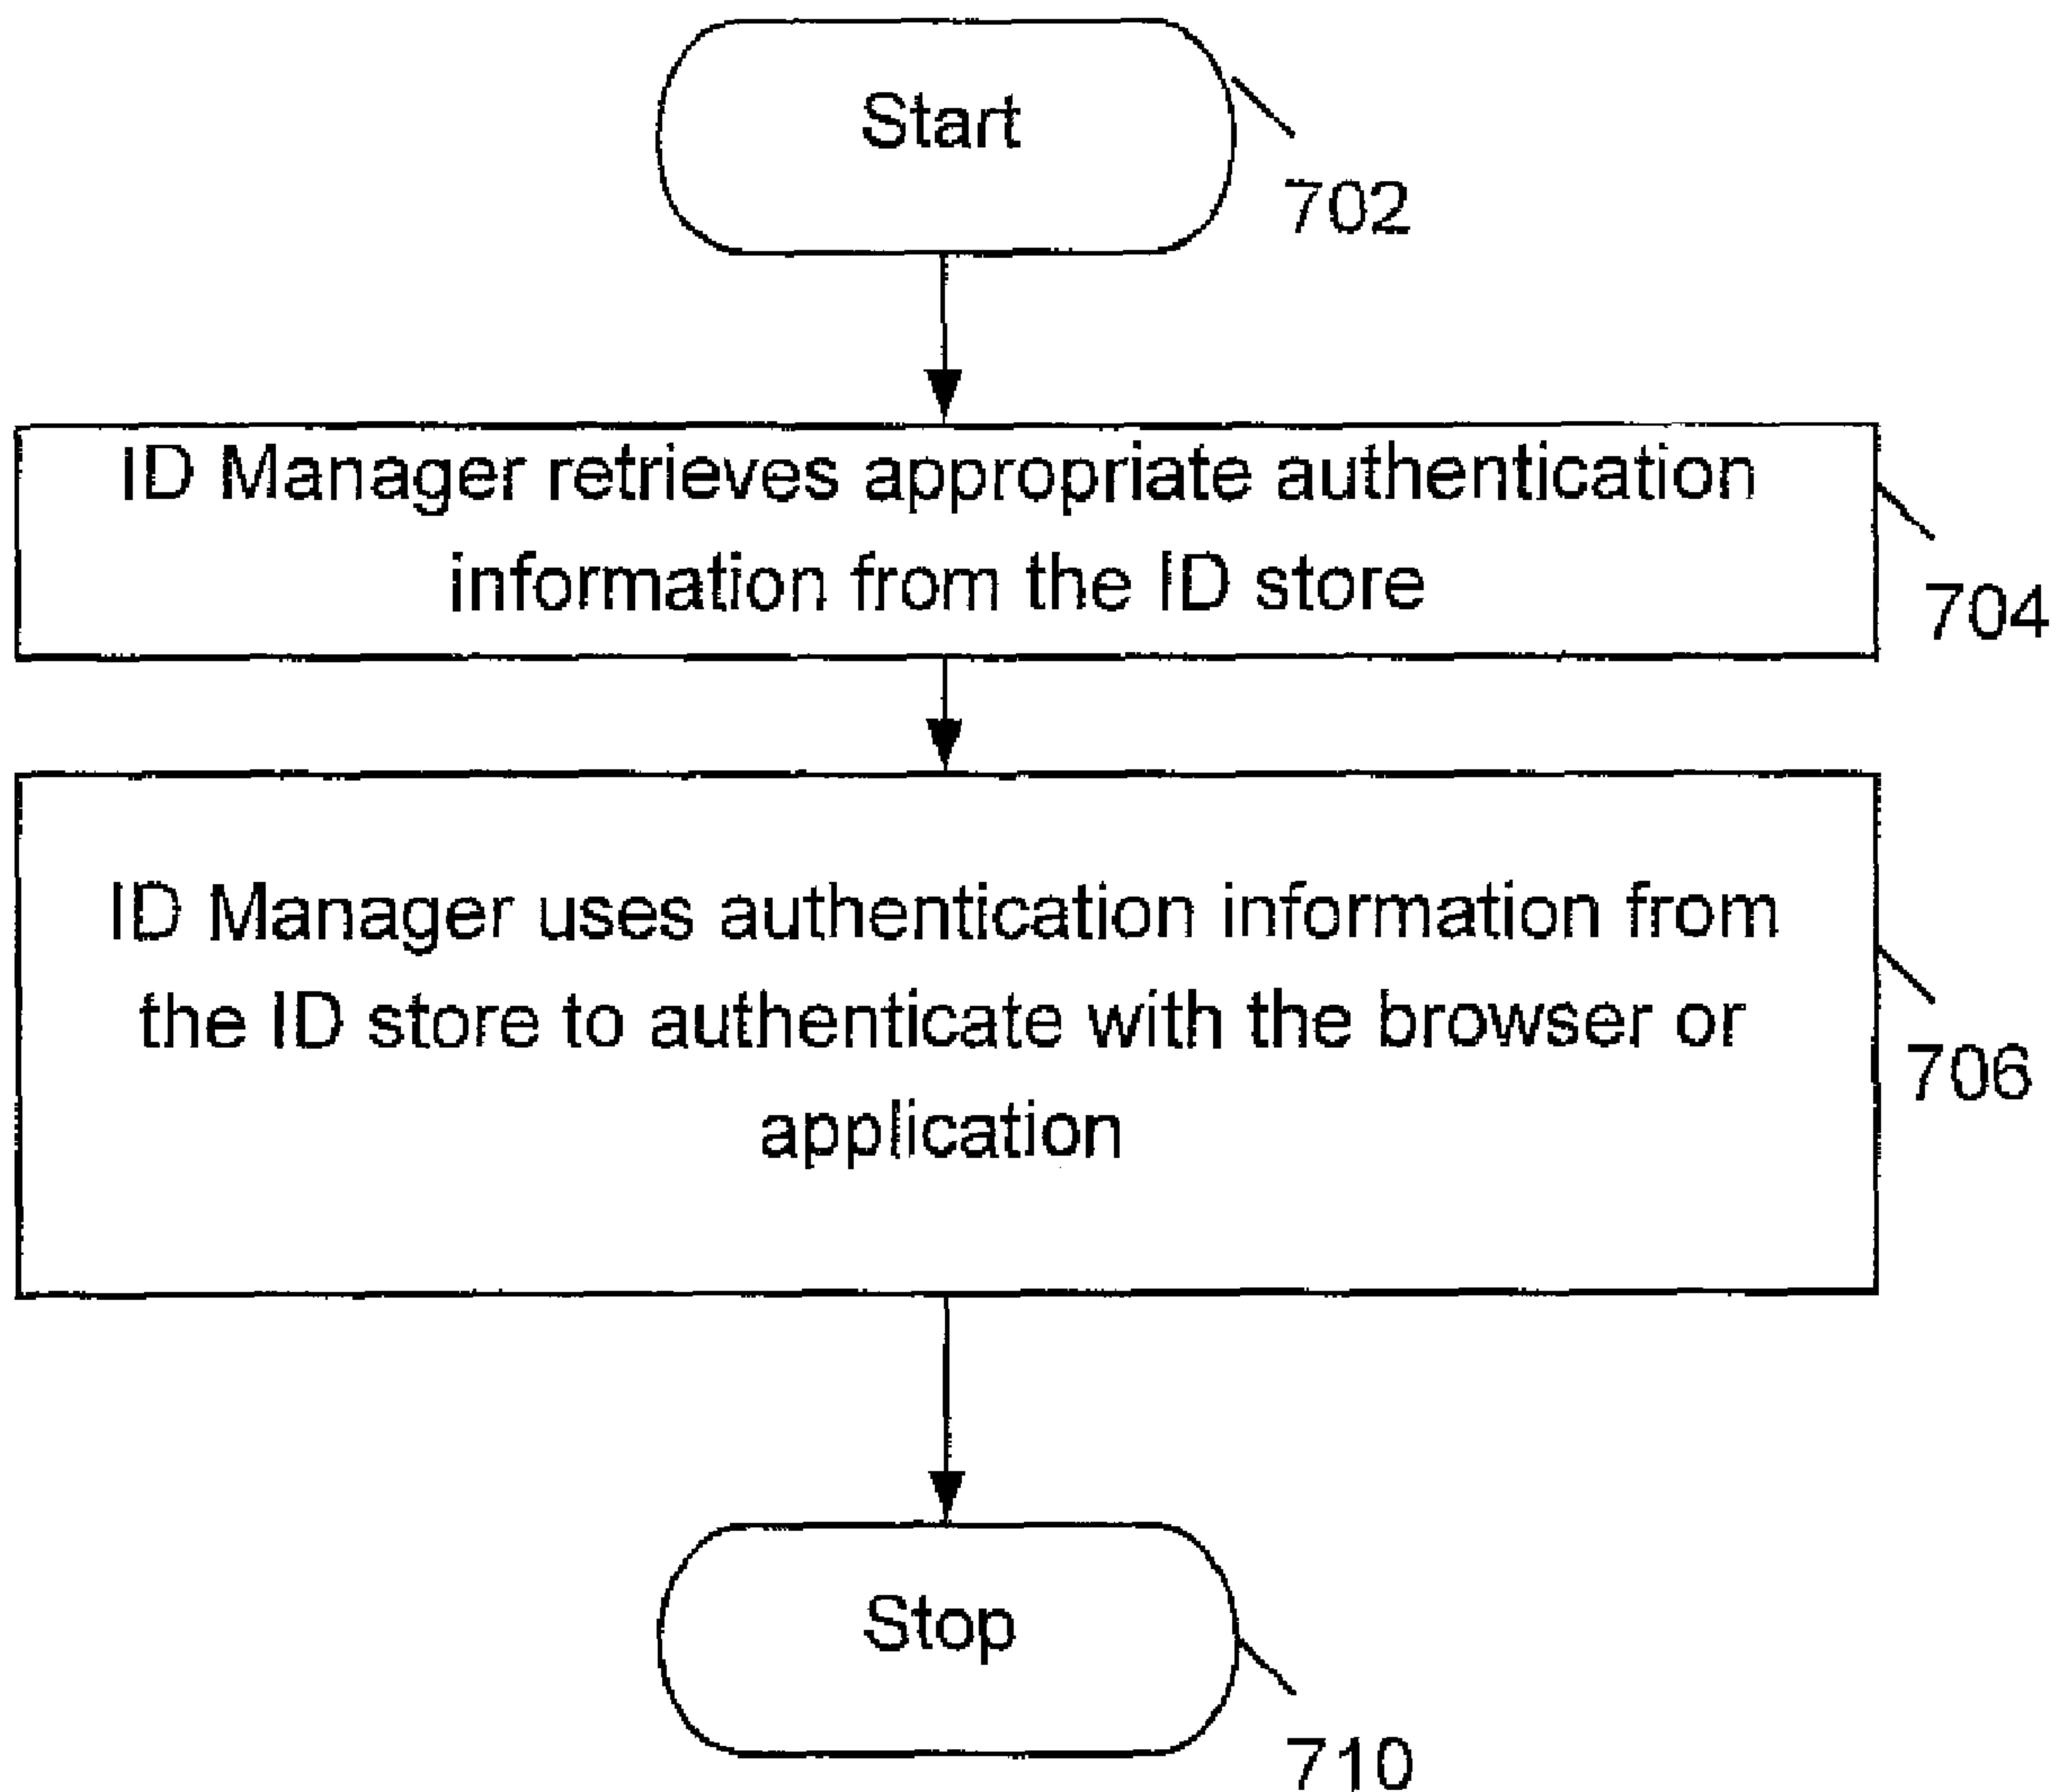 Start
702
ID Manager retrieves appropriate authentication
information from the ID store
704
ID Manager uses authentication information from
the ID store to authenticate with the browser or
application
706
Stop
710